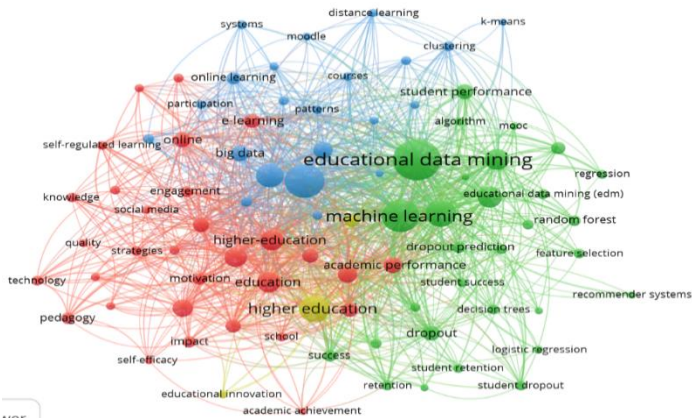 distance learning
systems
k-means
moodle
clustering
online learning
courses
student performance
participation
patterns
e-learning
algorithm
mooc
self-regulated learning
online
big data
educational data mining
regression
knowledge
engagement
educational data mining (edm)
social media
machine learning
random forest
quality
strategies
higher-education
dropout prediction
feature selection
academic performance
technology
motivation
education
student success
recommender systems
pedagogy
higher education
decision trees
impact
school
dropout
self-efficacy
success
logistic regression
student retention
educational innovation
retention
student dropout
academic achievement